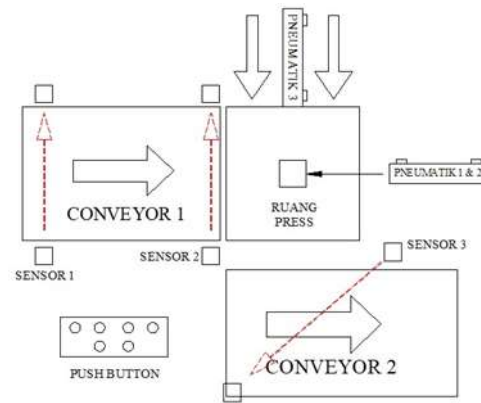 PNEUMATIK 3
CONVEYOR 1
RUANG
PRESS
PNEUMATIK 1 & 2
SENSOR 1
SENSOR 2
SENSOR 3
PUSH BUTTON
CONVEYOR 2